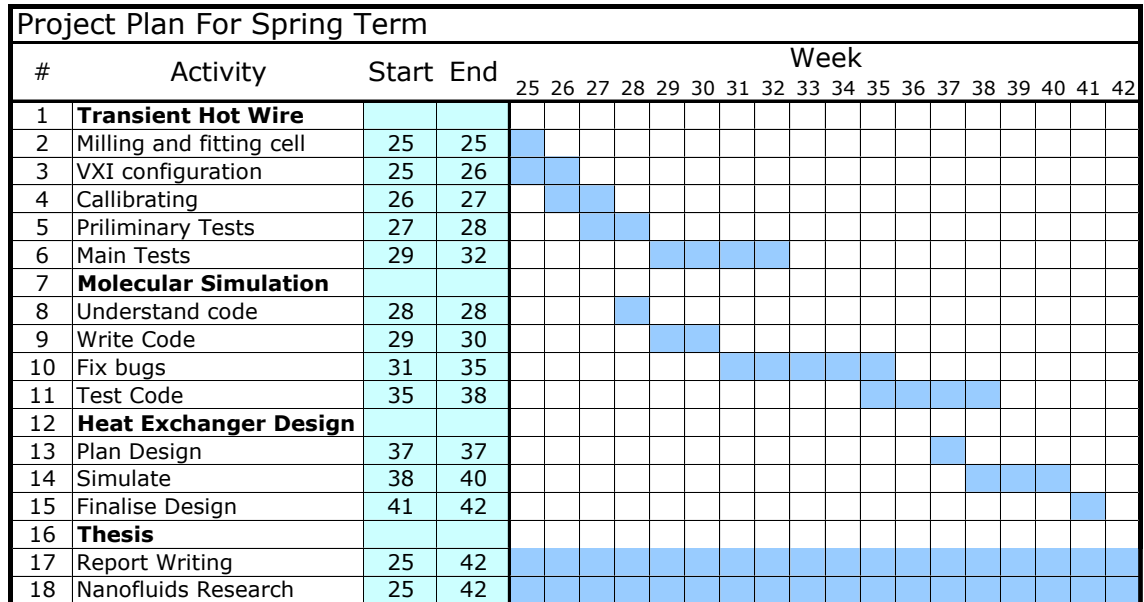 Project Plan For Spring Term
# Activity Start End Week
25 26 27 28 29 30 31 32 33 34 35 36 37 38 39 40 41 42
1 Transient Hot Wire
2 Milling and fitting cell 25 25
3 VXI configuration 25 26
4 Callibrating 26 27
5 Priliminary Tests 27 28
6 Main Tests 29 32
7 Molecular Simulation
8 Understand code 28 28
9 Write Code 29 30
10 Fix bugs 31 35
11 Test Code 35 38
12 Heat Exchanger Design
13 Plan Design 37 37
14 Simulate 38 40
15 Finalise Design 41 42
16 Thesis
17 Report Writing 25 42
18 Nanofluids Research 25 42